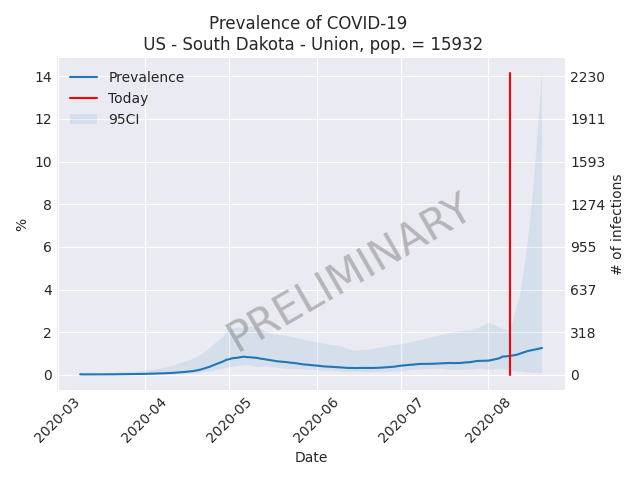 Prevalence of COVID-19
US - South Dakota - Union, pop. = 15932
Prevalence
Today
95CI
14
12
10
8
6
4
2
0
%
2230
1911
1593
1274
955
637
318
0
# of infections
PRELIMINARY
2020-03
2020-04
2020-05
2020-06
2020-07
2020-08
Date